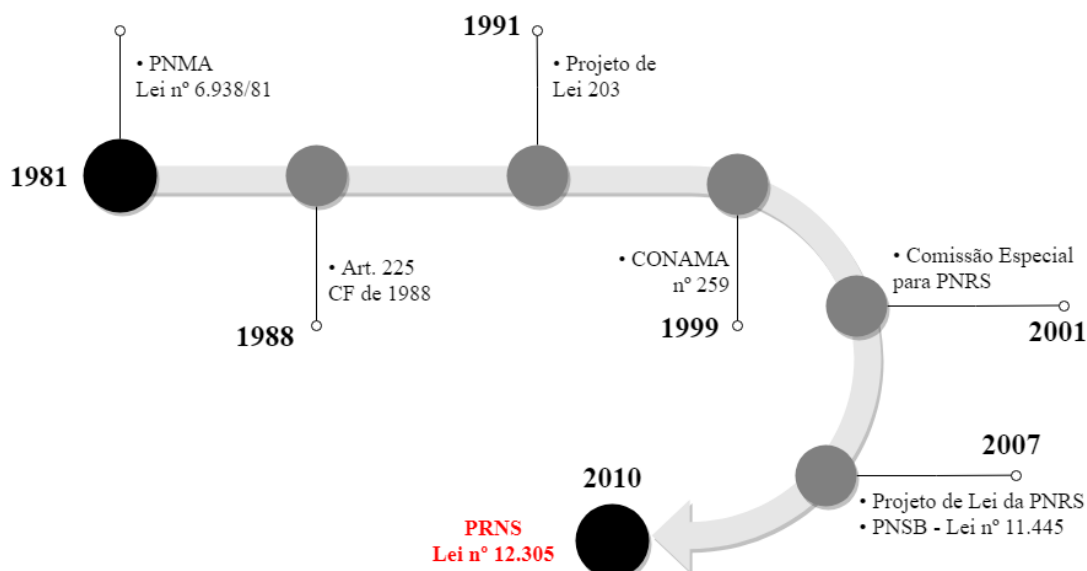 1981
• PNMA
Lei nº 6.938/81
• Art. 225
CF de 1988
1988
1991
• Projeto de
Lei 203
• CONAMA
nº 259
1999
• Comissão Especial
para PNRS
2001
2007
• Projeto de Lei da PNRS
• PNSB - Lei nº 11.445
2010
PRNS
Lei nº 12.305